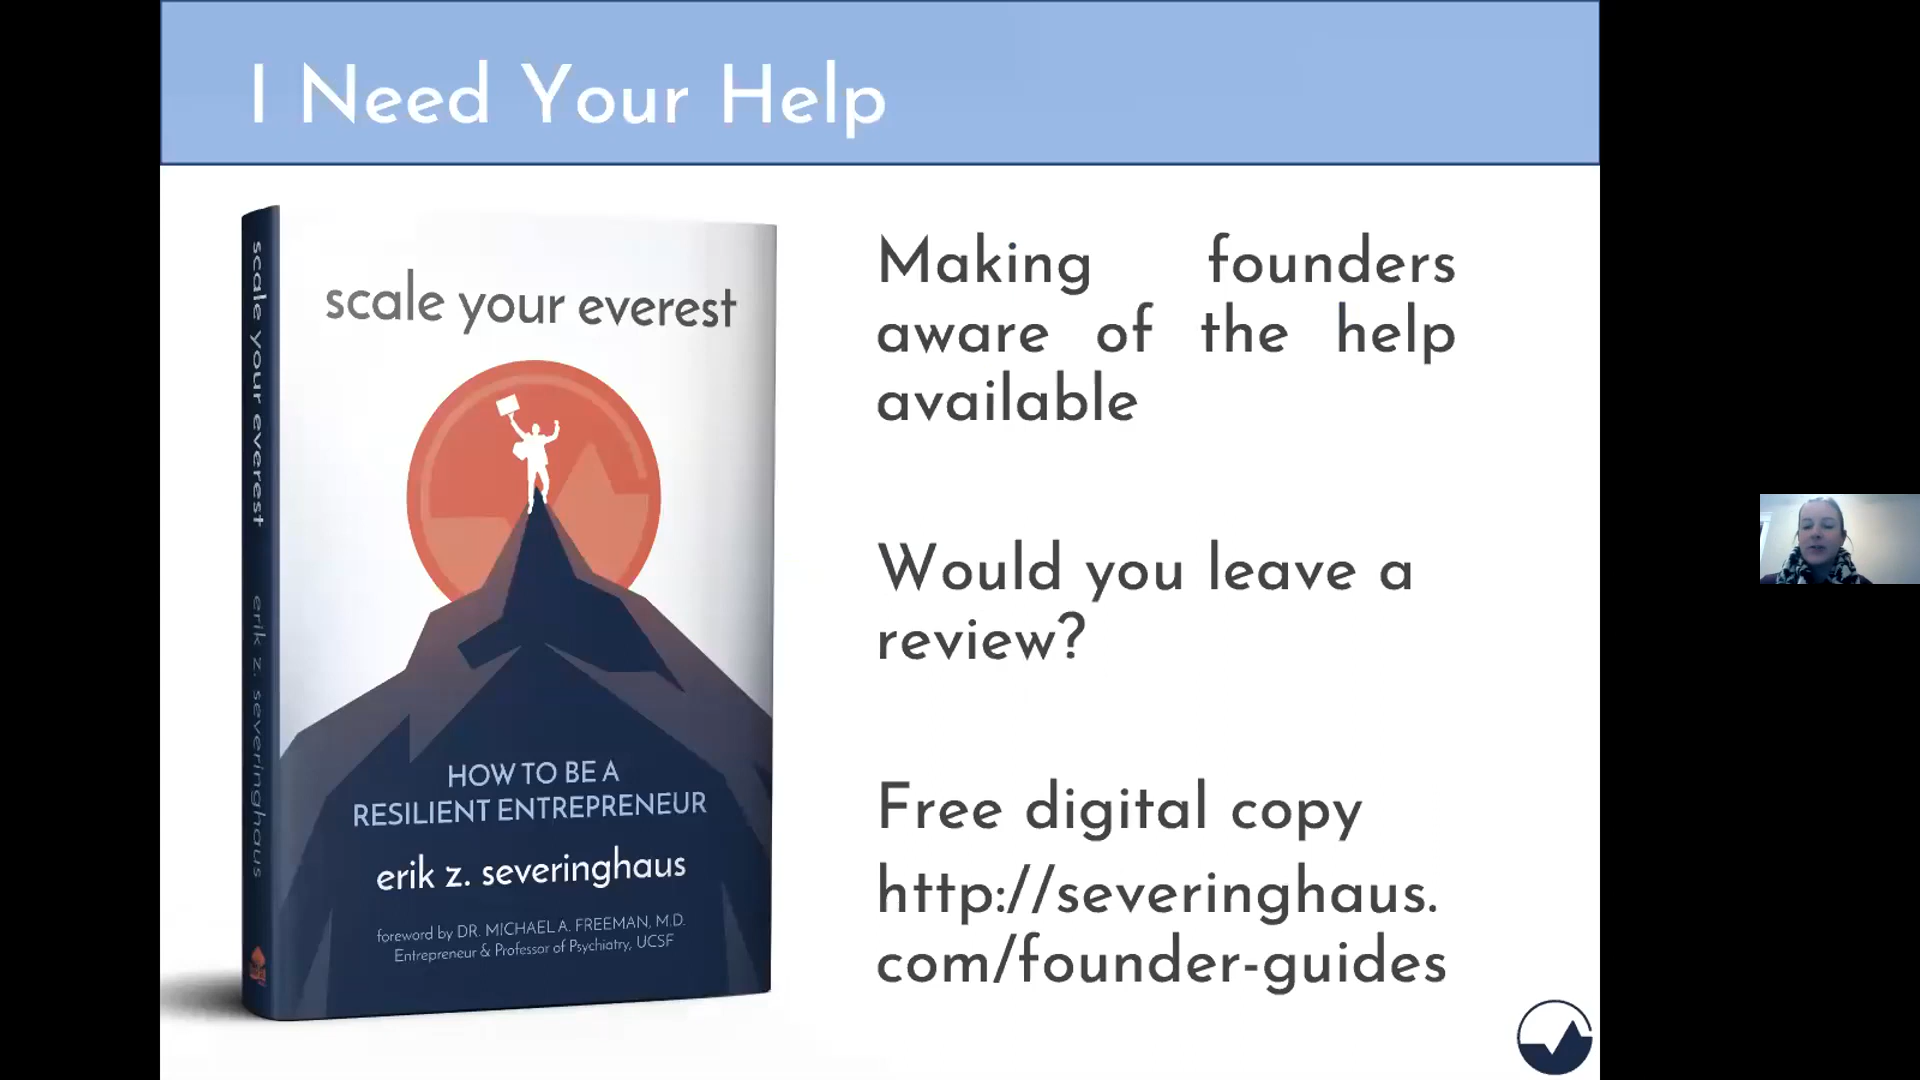 I Need Your Help
scale your everest
erik z. severinghaus
scale your everest
HOW TO BE A
RESILIENT ENTREPRENEUR
erik z. severinghaus
foreword by DR. MICHAEL A. FREEMAN, M.D.
Entrepreneur & Professor of Psychiatry, UCSF
Making founders
aware of the help
available
Would you leave a
review?
Free digital copy
http://severinghaus.
com/founder-guides